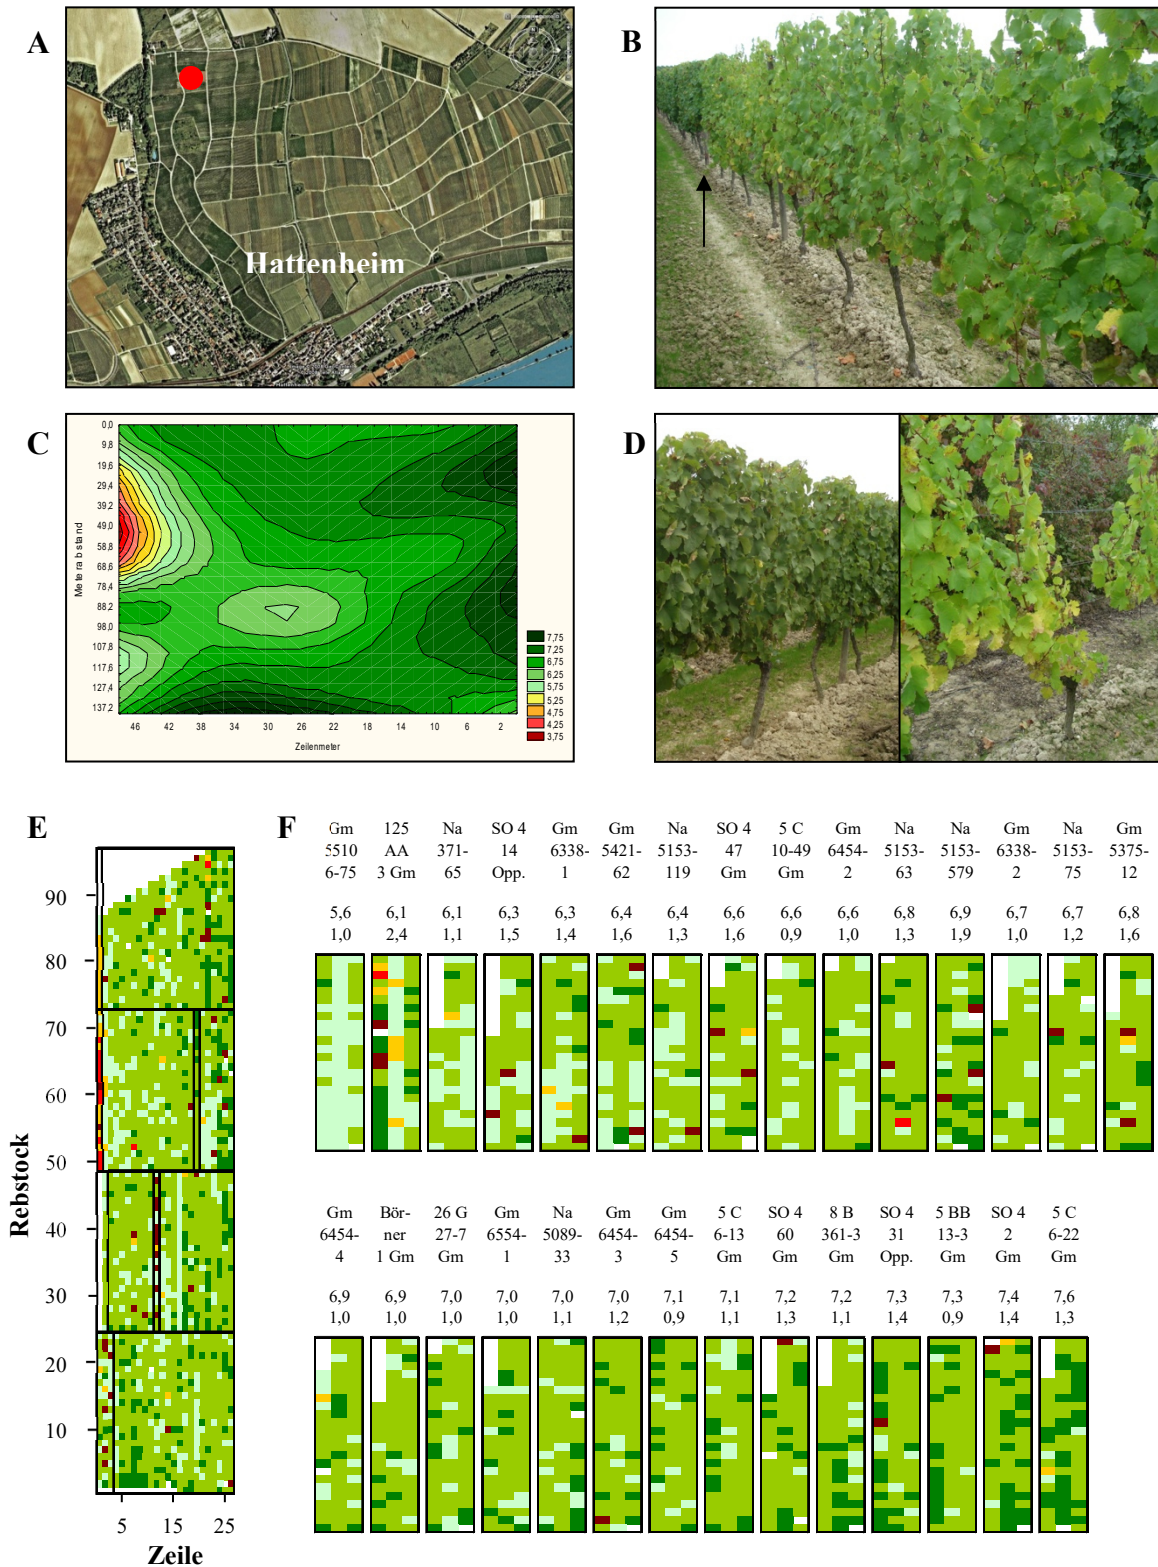 A
Hattenheim
B
C
Meterabstand
0,0
9,8
19,6
29,4
39,2
49,0
58,8
68,6
78,4
88,2
98,0
107,8
117,6
127,4
137,2
46 42 38 34 30 26 22 18 14 10 6 2
Zeilenmeter
7,75
7,25
6,75
6,25
5,75
5,25
4,75
4,25
3,75
D
E
Rebstock
90
80
70
60
50
40
30
20
10
5 15 25
Zeile
F
Gm 125 Na SO 4 Gm Gm Na SO 4 5 C Gm Na Na Gm Na Gm
5510 AA 371- 14 6338- 5421- 5153- 47 10-49 6454- 5153- 5153- 6338- 5153- 5375-
6-75 3 Gm 65 Opp. 1 62 119 Gm Gm 2 63 579 2 75 12
5,6 6,1 6,1 6,3 6,3 6,4 6,4 6,6 6,6 6,6 6,8 6,9 6,7 6,7 6,8
1,0 2,4 1,1 1,5 1,4 1,6 1,3 1,6 0,9 1,0 1,3 1,9 1,0 1,2 1,6
Gm Bör- 26 G Gm Na Gm Gm 5 C SO 4 8 B SO 4 5 BB SO 4 5 C
6454- ner 27-7 6554- 5089- 6454- 6454- 6-13 60 361-3 31 13-3 2 6-22
4 1 Gm Gm 1 33 3 5 Gm Gm Gm Opp. Gm Gm Gm
6,9 6,9 7,0 7,0 7,0 7,0 7,1 7,1 7,2 7,2 7,3 7,3 7,4 7,6
1,0 1,0 1,0 1,0 1,1 1,2 0,9 1,1 1,3 1,1 1,4 0,9 1,4 1,3